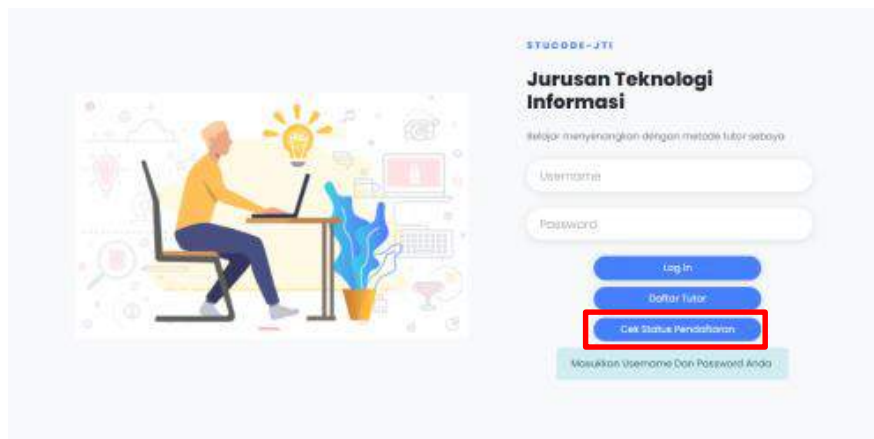 STUCODE-JTI
Jurusan Teknologi
Informasi
Belajar menyenangkan dengan metode tutor sebaya
Username
Password
Log In
Daftar Tutor
Cek Status Pendaftaran
Masukkan Username Dan Password Anda